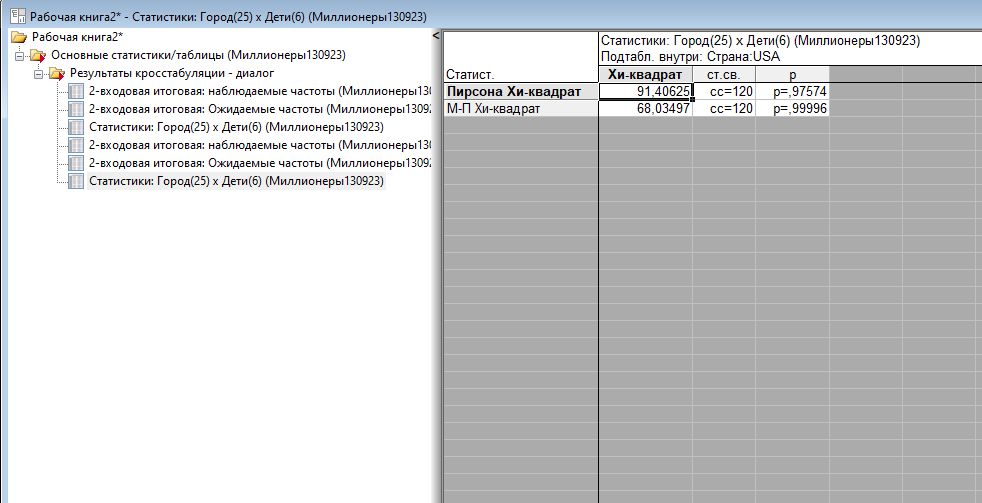 Рабочая книга2* - Статистики: Город(25) x Дети(6) (Миллионеры130923)
Рабочая книга2*
Основные статистики/таблицы (Миллионеры130923)
Результаты кросстабуляции - диалог
2-входовая итоговая: наблюдаемые частоты (Миллионеры130
2-входовая итоговая: Ожидаемые частоты (Миллионеры13092
Статистики: Город(25) x Дети(6) (Миллионеры130923)
2-входовая итоговая: наблюдаемые частоты (Миллионеры130
2-входовая итоговая: Ожидаемые частоты (Миллионеры13092
Статистики: Город(25) x Дети(6) (Миллионеры130923)
<
Статистики: Город(25) x Дети(6) (Миллионеры130923)
Подтабл. внутри: Страна:USA
Статист. Хи-квадрат ст.св. p
Пирсона Хи-квадрат 91,40625 сс=120 p=,97574
М-П Хи-квадрат 68,03497 сс=120 p=,99996